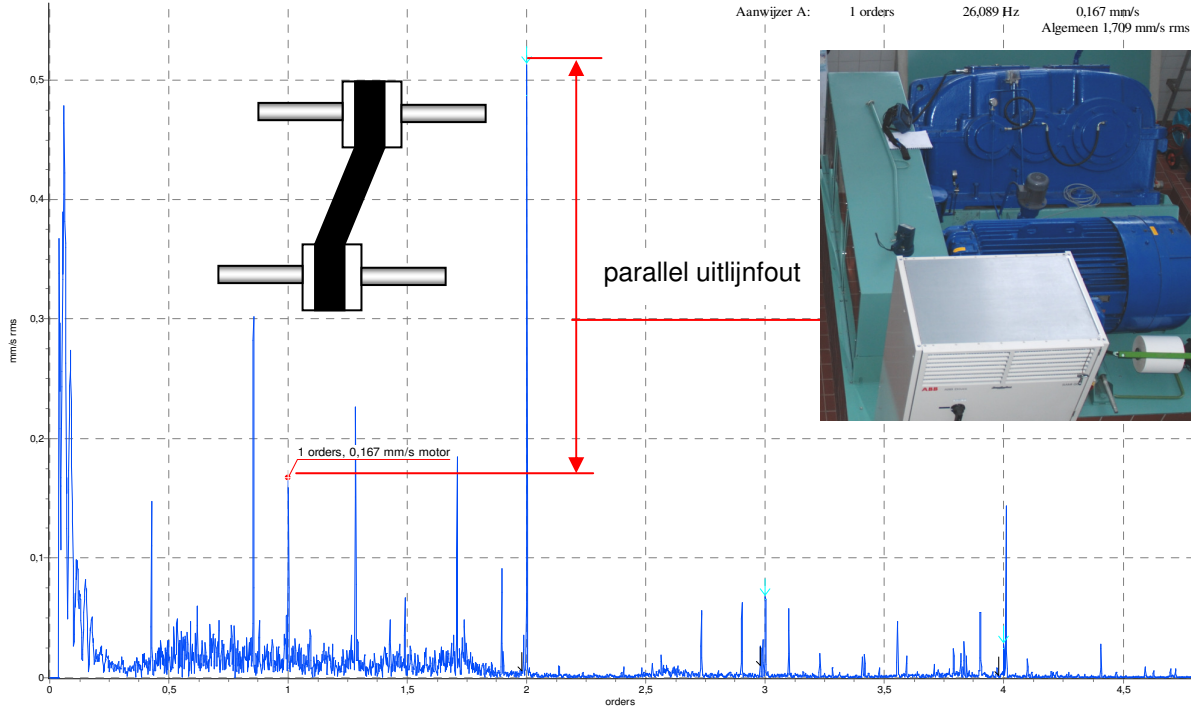 Aanwijzer A: 1 orders 26,089 Hz 0,167 mm/s
Algemeen 1,709 mm/s rms
0,5
0,4
parallel uitlijnfout
0,3
mm/s rms
ABB
0,2
1 orders, 0,167 mm/s motor
0,1
0
0 0,5 1 1,5 2 2,5 3 3,5 4 4,5
orders